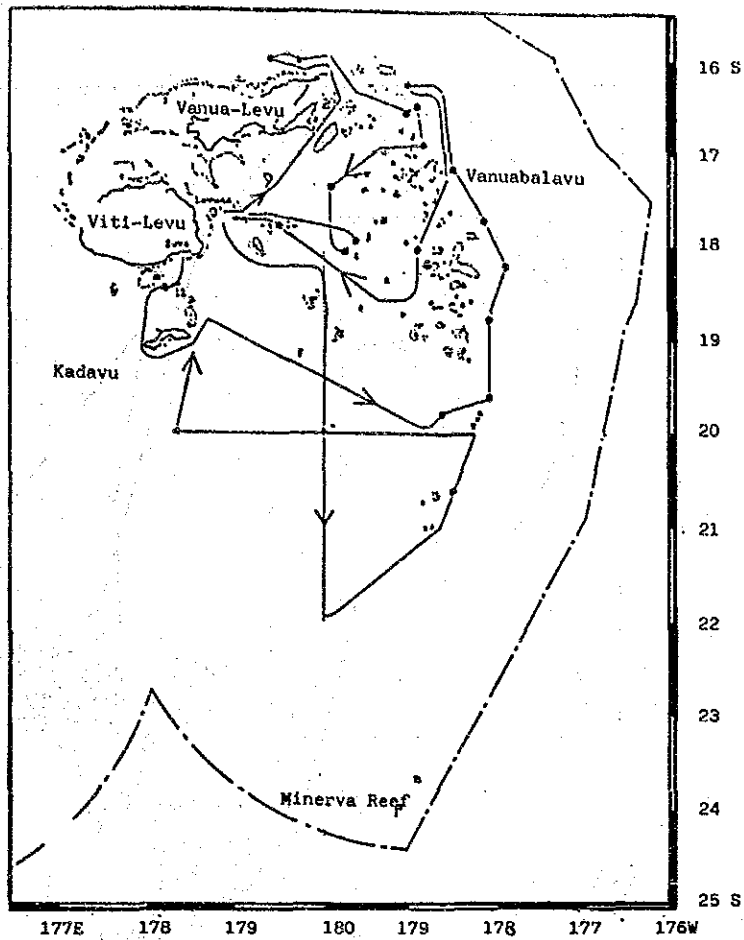 16 S
Vanua-Levu
17
Vanuabalavu
Viti-Levu
Suva
18
19
Kadavu
20
21
22
23
Minerva Reef
24
25 S
177E 178 179 180 179 178 177 176W